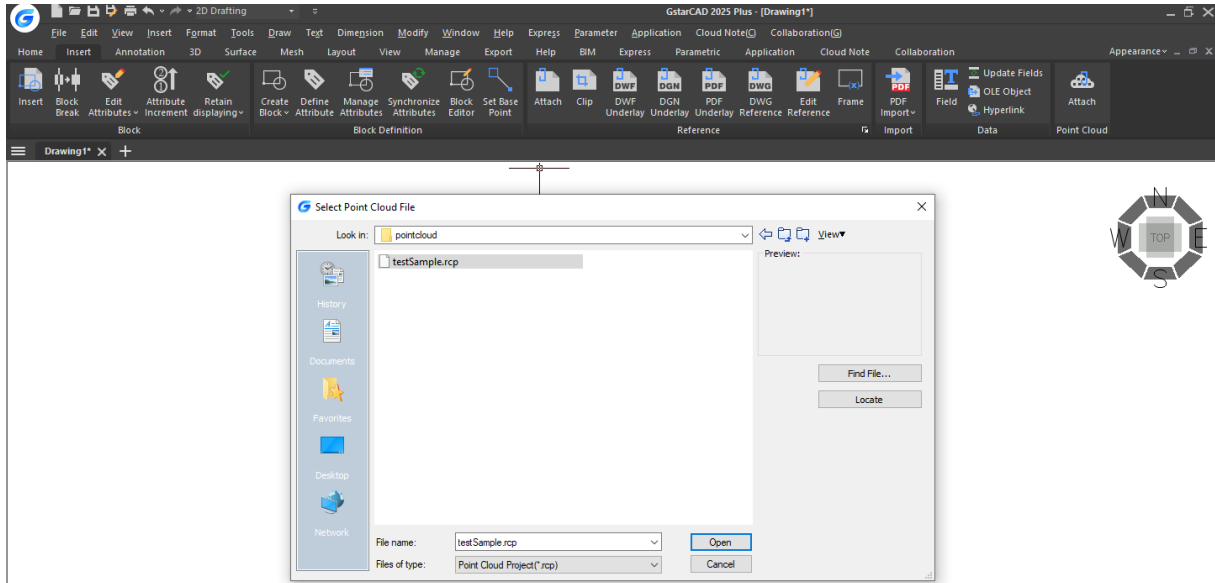 2D Drafting
GstarCAD 2025 Plus - [Drawing1*]
File Edit View Insert Format Tools Draw Text Dimension Modify Window Help Express Parameter Application Cloud Note(C) Collaboration(G)
Home Insert Annotation 3D Surface Mesh Layout View Manage Export Help BIM Express Parametric Application Cloud Note Collaboration Appearance
Insert Block Edit Attribute Retain Create Define Manage Synchronize Block Set Base Attach Clip DWF DGN PDF DWG Edit Frame PDF Field Update Fields Attach
Break Attributes Increment displaying Block Attribute Attributes Attributes Editor Point Underlay Underlay Underlay Reference Reference Import OLE Object
Hyperlink
Block Block Definition Reference Import Data Point Cloud
Drawing1* X +
Select Point Cloud File
Look in: pointcloud View▼
testSample.rcp
Preview:
History
Documents
Favorites
Desktop
Network
Find File...
Locate
File name: testSample.rcp Open
Files of type: Point Cloud Project(*.rcp) Cancel
N
W TOP E
S